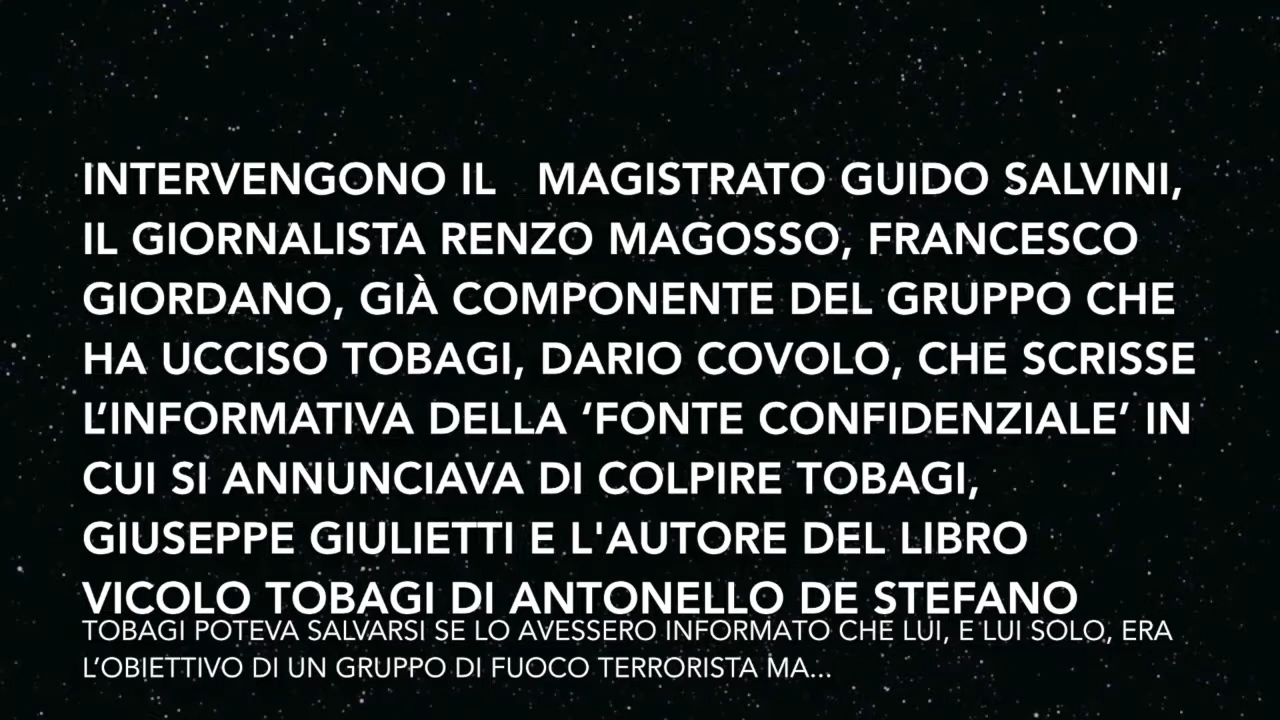 INTERVENGONO IL MAGISTRATO GUIDO SALVINI,
IL GIORNALISTA RENZO MAGOSSO, FRANCESCO
GIORDANO, GIÀ COMPONENTE DEL GRUPPO CHE
HA UCCISO TOBAGI, DARIO COVOLO, CHE SCRISSE
L’INFORMATIVA DELLA ‘FONTE CONFIDENZIALE’ IN
CUI SI ANNUNCIAVA DI COLPIRE TOBAGI,
GIUSEPPE GIULIETTI E L'AUTORE DEL LIBRO
VICOLO TOBAGI DI ANTONELLO DE STEFANO
TOBAGI POTEVA SALVARSI SE LO AVESSERO INFORMATO CHE LUI, E LUI SOLO, ERA
L’OBIETTIVO DI UN GRUPPO DI FUOCO TERRORISTA MA...